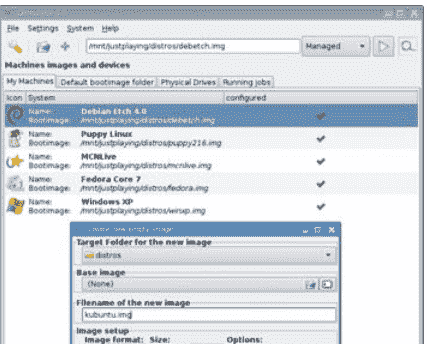 File Settings System Help
/mnt/justplaying/distros/debetch.img Managed
Machines images and devices
My Machines Default bootimage folder Physical Drives Running jobs
Icon System configured
Name: Debian Etch 4.0
Bootimage: /mnt/justplaying/distros/debetch.img
Name: Puppy Linux
Bootimage: /mnt/justplaying/distros/puppy216.img
Name: MCNLive
Bootimage: /mnt/justplaying/distros/mcnlive.img
Name: Fedora Core 7
Bootimage: /mnt/justplaying/distros/fedora.img
Name: Windows XP
Bootimage: /mnt/justplaying/distros/winxp.img
Create new empty image
Target Folder for the new image
distros
Base image
(None)
Filename of the new image
kubuntu.img
Image setup
Image format: Size: Options: